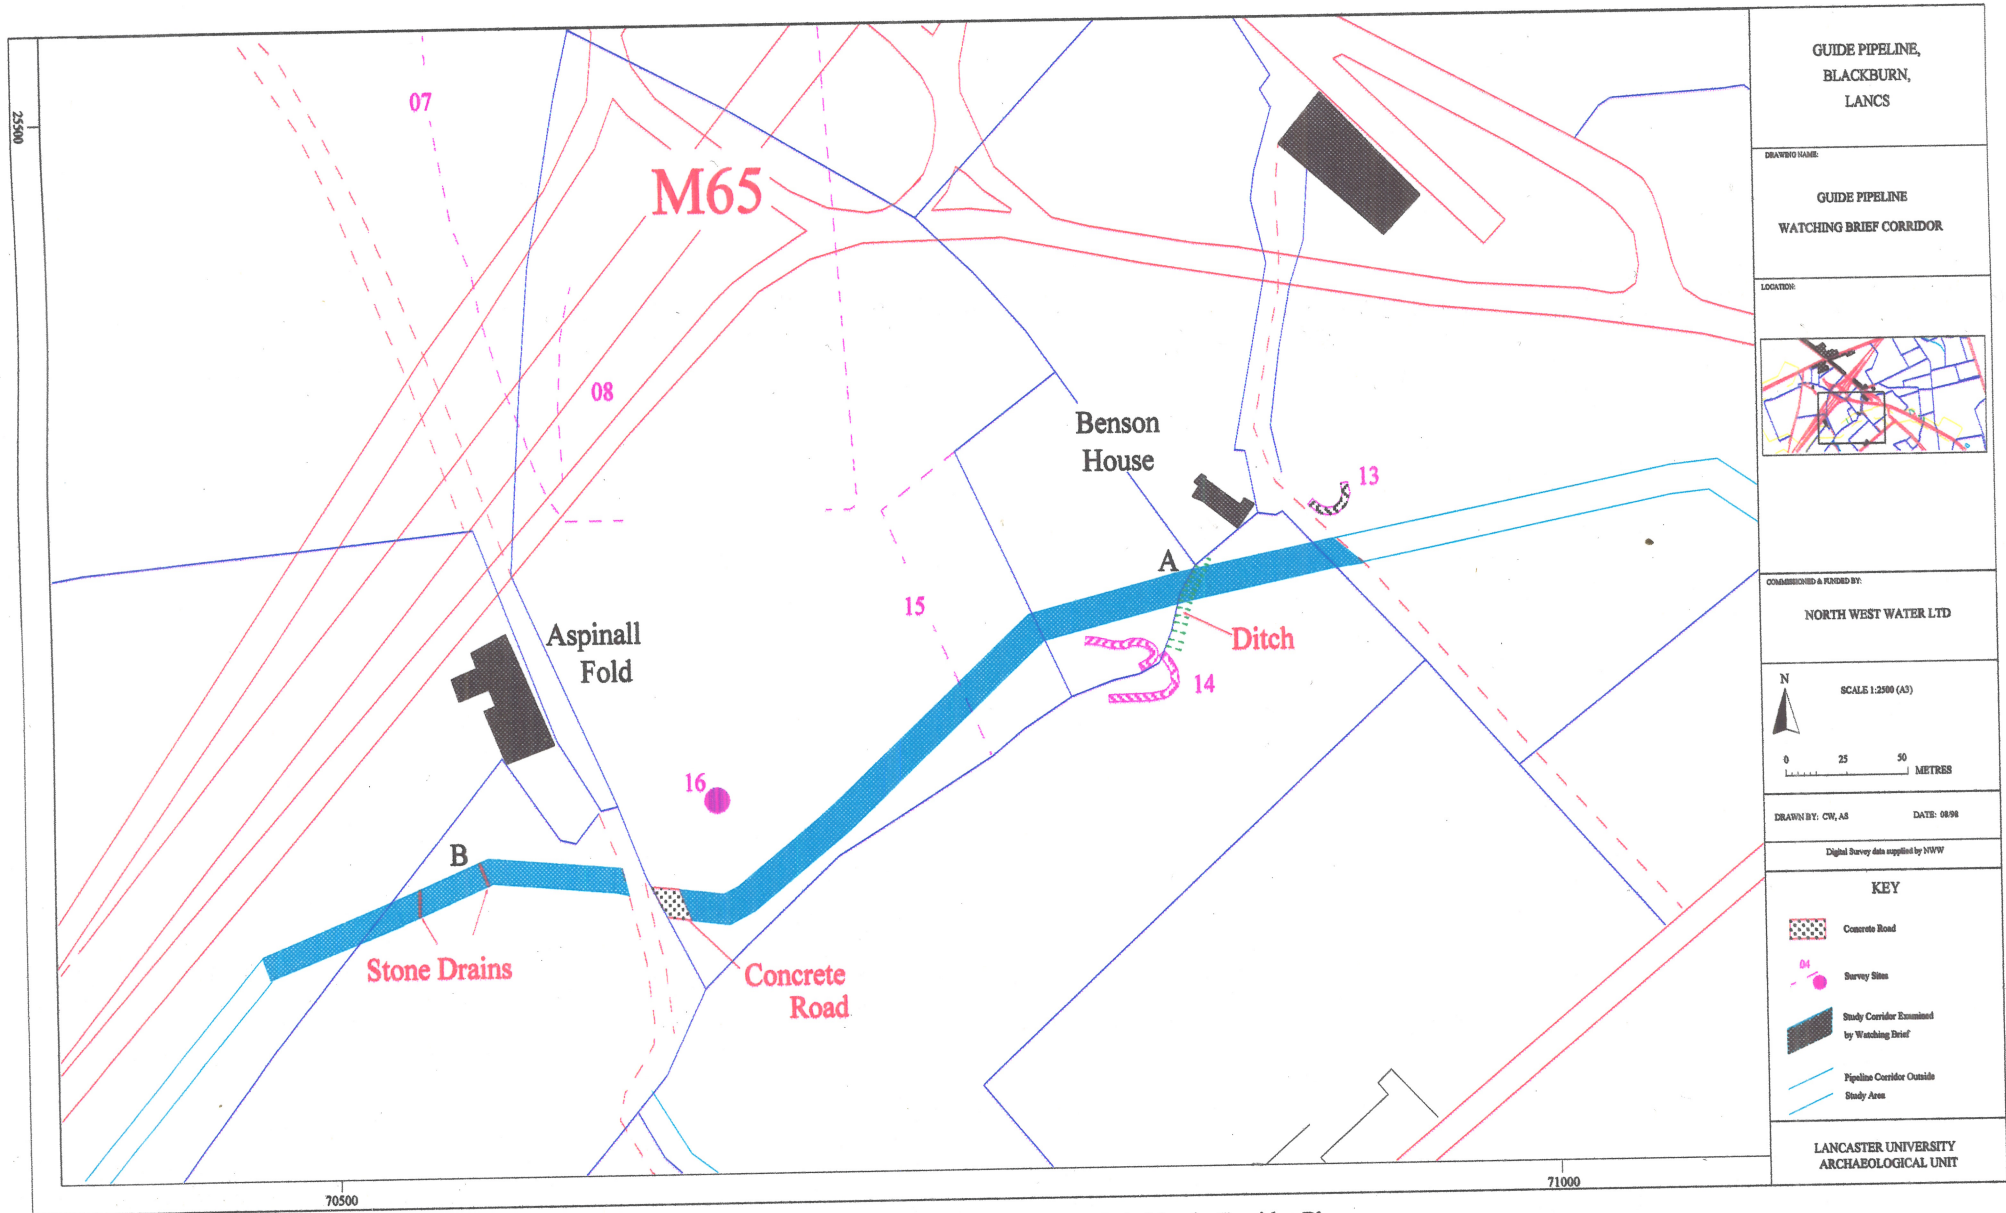 GUIDE PIPELINE,
BLACKBURN,
LANCS
DRAWING NAME:
GUIDE PIPELINE
WATCHING BRIEF CORRIDOR
LOCATION:
COMMISSIONED & FUNDED BY:
NORTH WEST WATER LTD
N
SCALE 1:2500 (A3)
0 25 50
METRES
DRAWN BY: CW, AS DATE: 08/98
Digital Survey data supplied by NWW
KEY
Concrete Road
04
Survey Sites
Study Corridor Examined
by Watching Brief
Pipeline Corridor Outside
Study Area
LANCASTER UNIVERSITY
ARCHAEOLOGICAL UNIT
25500
07
M65
08
Benson
House
13
A
15
Aspinall
Fold
Ditch
14
16
B
Stone Drains
Concrete
Road
70500
71000